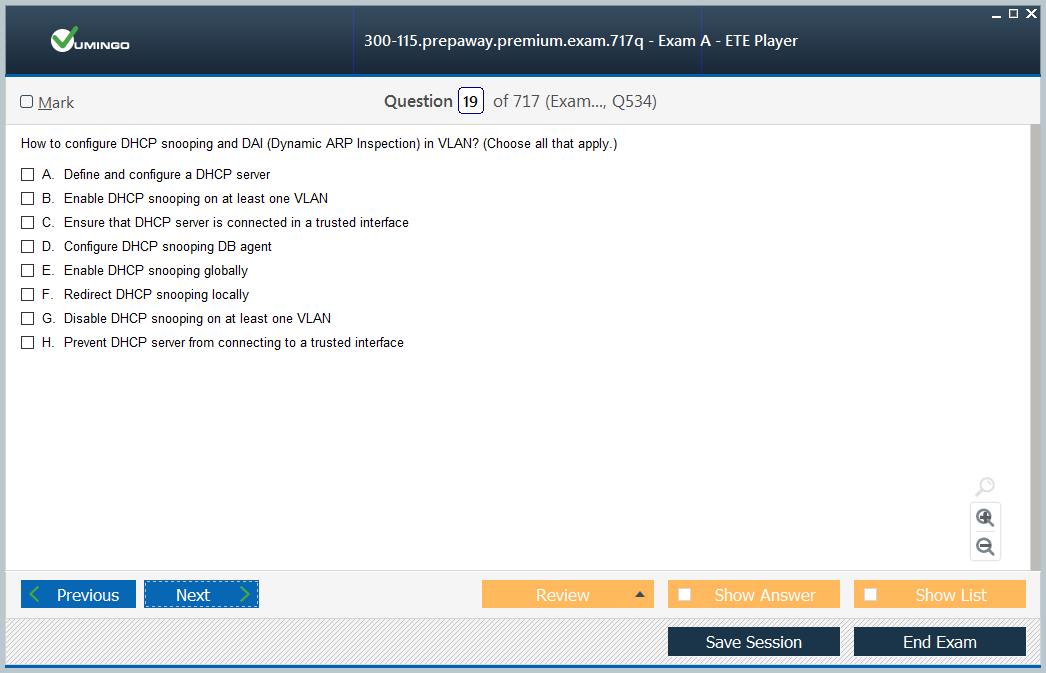 VUMINGO
300-115.prepaway.premium.exam.717q - Exam A - ETE Player
Mark
Question 19 of 717 (Exam..., Q534)
How to configure DHCP snooping and DAI (Dynamic ARP Inspection) in VLAN? (Choose all that apply.)
A. Define and configure a DHCP server
B. Enable DHCP snooping on at least one VLAN
C. Ensure that DHCP server is connected in a trusted interface
D. Configure DHCP snooping DB agent
E. Enable DHCP snooping globally
F. Redirect DHCP snooping locally
G. Disable DHCP snooping on at least one VLAN
H. Prevent DHCP server from connecting to a trusted interface
Previous Next Review Show Answer Show List
Save Session End Exam